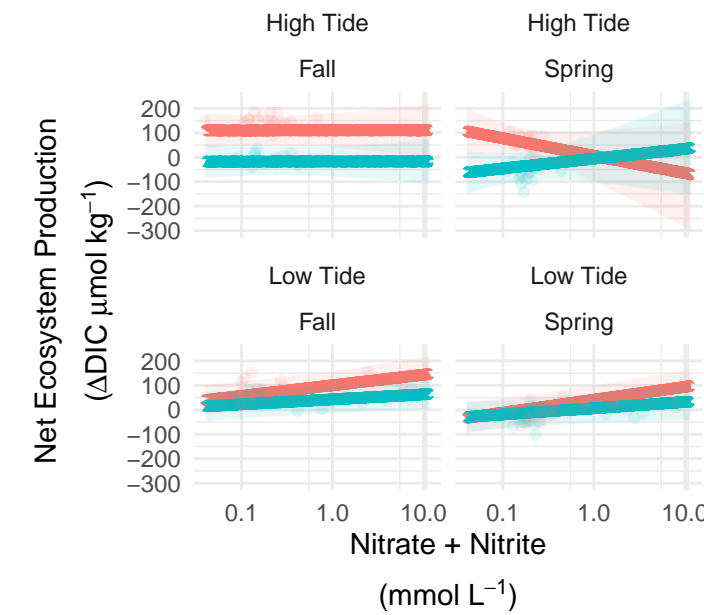 High Tide High Tide
Fall Spring
200
100
0
−100
−200
−300
Low Tide Low Tide
Fall Spring
200
100
0
−100
−200
−300
0.1 1.0 10.0 0.1 1.0 10.0
Nitrate + Nitrite
(mmol L⁻¹)
Net Ecosystem Production
(ΔDIC μmol kg⁻¹)